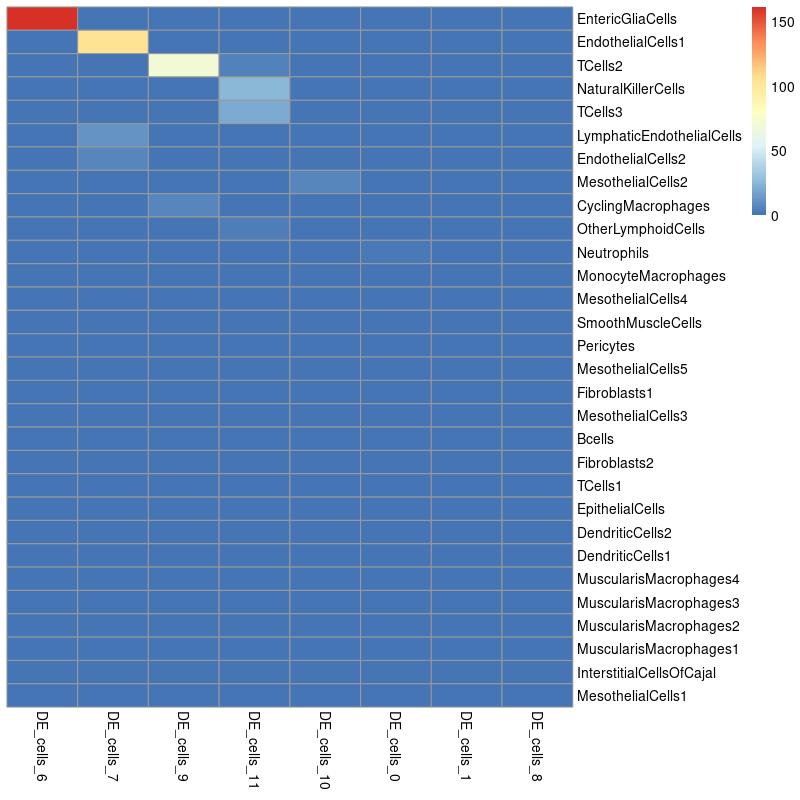 EntericGliaCells
EndothelialCells1
TCells2
NaturalKillerCells
TCells3
LymphaticEndothelialCells
EndothelialCells2
MesothelialCells2
CyclingMacrophages
OtherLymphoidCells
Neutrophils
MonocyteMacrophages
MesothelialCells4
SmoothMuscleCells
Pericytes
MesothelialCells5
Fibroblasts1
MesothelialCells3
Bcells
Fibroblasts2
TCells1
EpithelialCells
DendriticCells2
DendriticCells1
MuscularisMacrophages4
MuscularisMacrophages3
MuscularisMacrophages2
MuscularisMacrophages1
InterstitialCellsOfCajal
MesothelialCells1
150
100
50
0
DE_cells_6
DE_cells_7
DE_cells_9
DE_cells_11
DE_cells_10
DE_cells_0
DE_cells_1
DE_cells_8